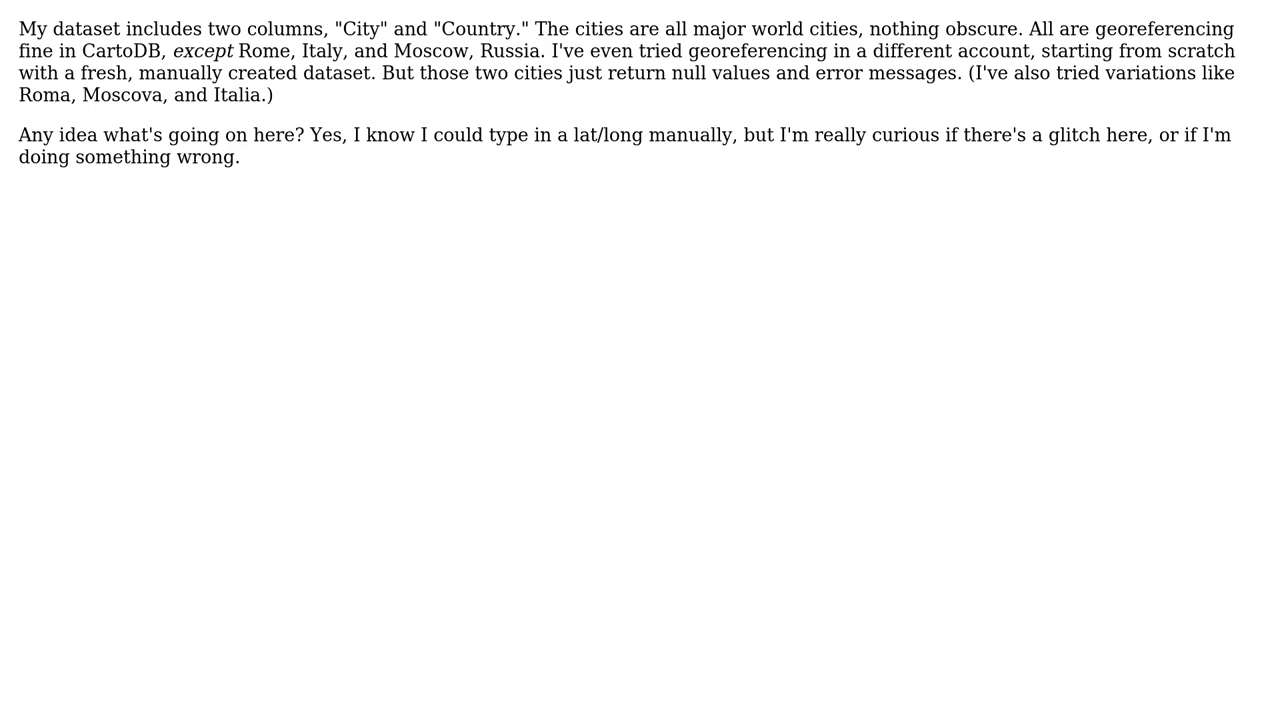 My dataset includes two columns, "City" and "Country." The cities are all major world cities, nothing obscure. All are georeferencing
fine in CartoDB, except Rome, Italy, and Moscow, Russia. I've even tried georeferencing in a different account, starting from scratch
with a fresh, manually created dataset. But those two cities just return null values and error messages. (I've also tried variations like
Roma, Moscova, and Italia.)
Any idea what's going on here? Yes, I know I could type in a lat/long manually, but I'm really curious if there's a glitch here, or if I'm
doing something wrong.